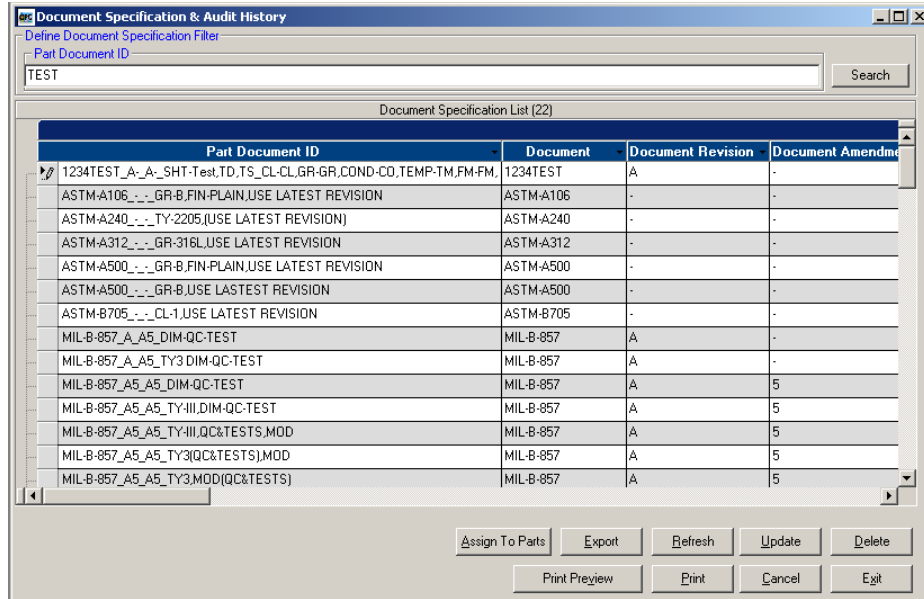 QRC Document Specification & Audit History
Define Document Specification Filter
Part Document ID
TEST
Search
Document Specification List (22)
Part Document ID Document Document Revision Document Amendme
1234TEST_A-_A-_SHT-Test,TD,TS_CL-CL,GR-GR,COND-CO,TEMP-TM,FM-FM, 1234TEST A -
ASTM-A106_-_-_GR-B,FIN-PLAIN,USE LATEST REVISION ASTM-A106 - -
ASTM-A240_-_-_TY-2205,(USE LATEST REVISION) ASTM-A240 - -
ASTM-A312_-_-_GR-316L,USE LATEST REVISION ASTM-A312 - -
ASTM-A500_-_-_GR-B,FIN-PLAIN,USE LATEST REVISION ASTM-A500 - -
ASTM-A500_-_-_GR-B,USE LASTEST REVISION ASTM-A500 - -
ASTM-B705_-_-_CL-1,USE LATEST REVISION ASTM-B705 - -
MIL-B-857_A_A5_DIM-QC-TEST MIL-B-857 A -
MIL-B-857_A_A5_TY3 DIM-QC-TEST MIL-B-857 A -
MIL-B-857_A5_A5_DIM-QC-TEST MIL-B-857 A 5
MIL-B-857_A5_A5_TY-III,DIM-QC-TEST MIL-B-857 A 5
MIL-B-857_A5_A5_TY-III,QC&TESTS,MOD MIL-B-857 A 5
MIL-B-857_A5_A5_TY3(QC&TESTS),MOD MIL-B-857 A 5
MIL-B-857_A5_A5_TY3,MOD(QC&TESTS) MIL-B-857 A 5
Assign To Parts Export Refresh Update Delete
Print Preview Print Cancel Exit